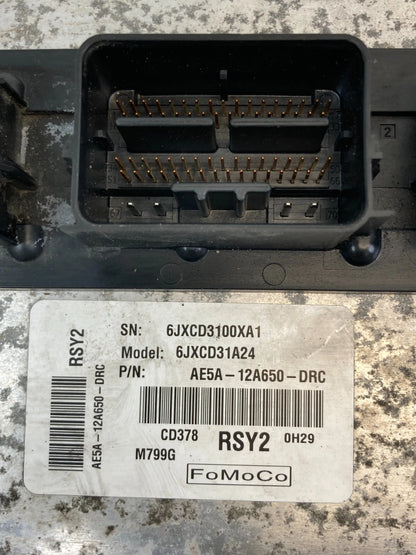 2
SN: 6JXCD3100XA1
Model: 6JXCD31A24
P/N: AE5A-12A650-DRC
RSY2
AE5A-12A650-DRC
CD378 RSY2 0H29
M799G
FoMoCo